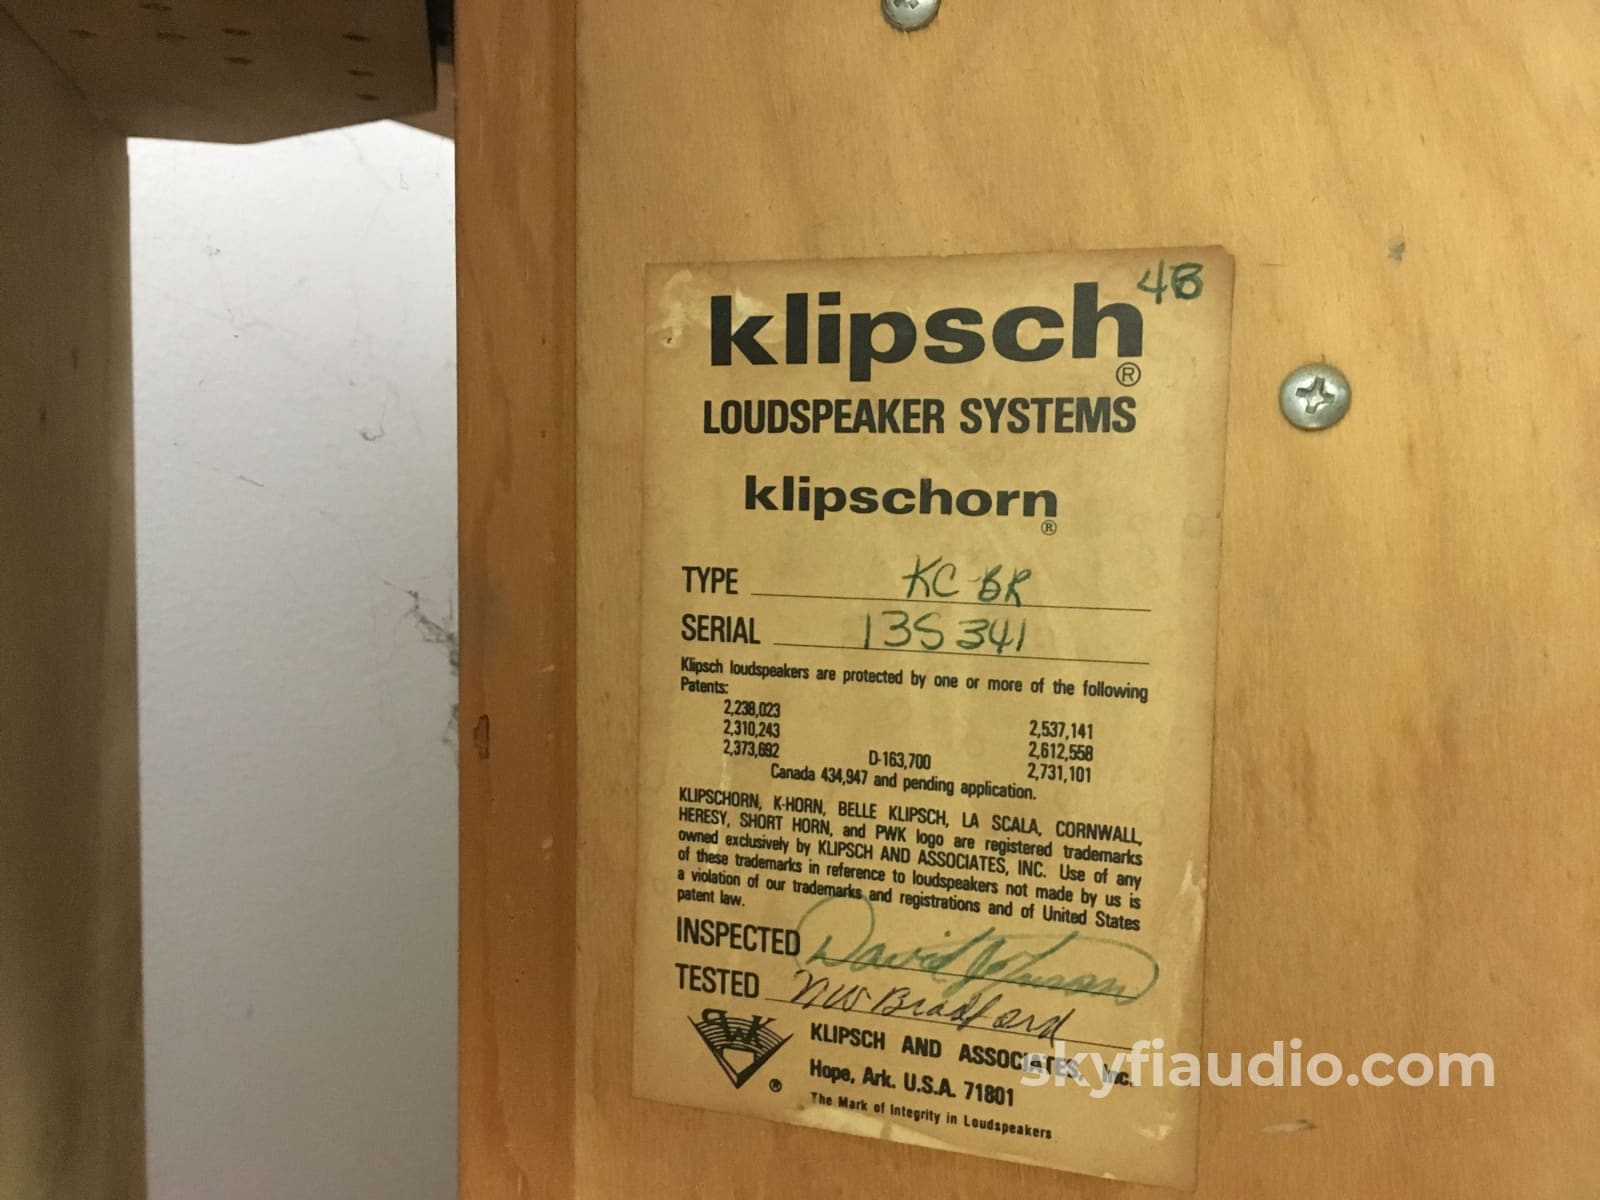 4B
klipsch®
LOUDSPEAKER SYSTEMS
klipschorn®
TYPE KC BR
SERIAL 13S341
Klipsch loudspeakers are protected by one or more of the following
Patents:
2,238,023 2,537,141
2,310,243 2,612,558
2,373,692 D-163,700 2,731,101
Canada 434,947 and pending application.
KLIPSCHORN, K-HORN, BELLE KLIPSCH, LA SCALA, CORNWALL,
HERESY, SHORT HORN, and PWK logo are registered trademarks
owned exclusively by KLIPSCH AND ASSOCIATES, INC. Use of any
of these trademarks in reference to loudspeakers not made by us is
a violation of our trademarks and registrations and of United States
patent law.
INSPECTED David Johnson
TESTED NW Bradford
PWK ®
KLIPSCH AND ASSOCIATES, Inc.
Hope, Ark. U.S.A. 71801
The Mark of Integrity in Loudspeakers
skyfiaudio.com